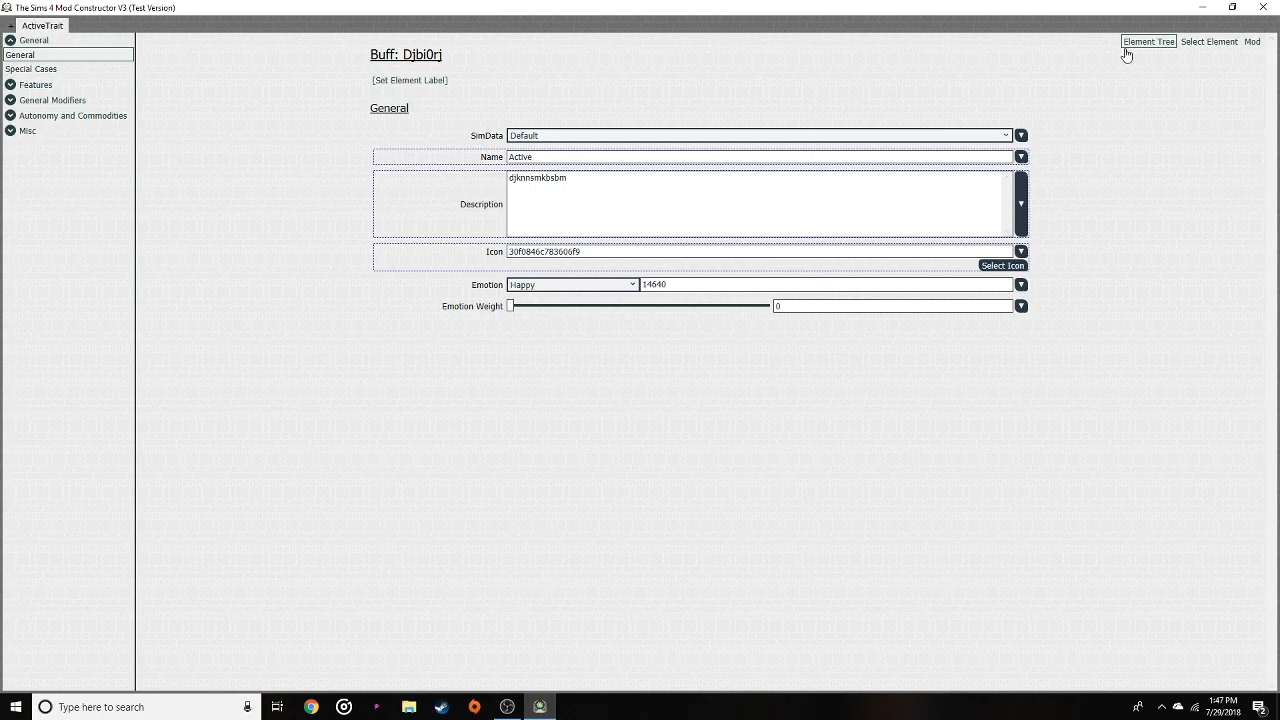 The Sims 4 Mod Constructor V3 (Test Version)
+ ActiveTrait
General
General
Special Cases
Features
General Modifiers
Autonomy and Commodities
Misc
Element Tree Select Element Mod
Buff: Djbi0rj
[Set Element Label]
General
SimData Default
Name Active
Description djknnsmkbsbm
Icon 30f0846c783606f9
Select Icon
Emotion Happy 14640
Emotion Weight 0
Type here to search
1:47 PM
7/29/2018
2